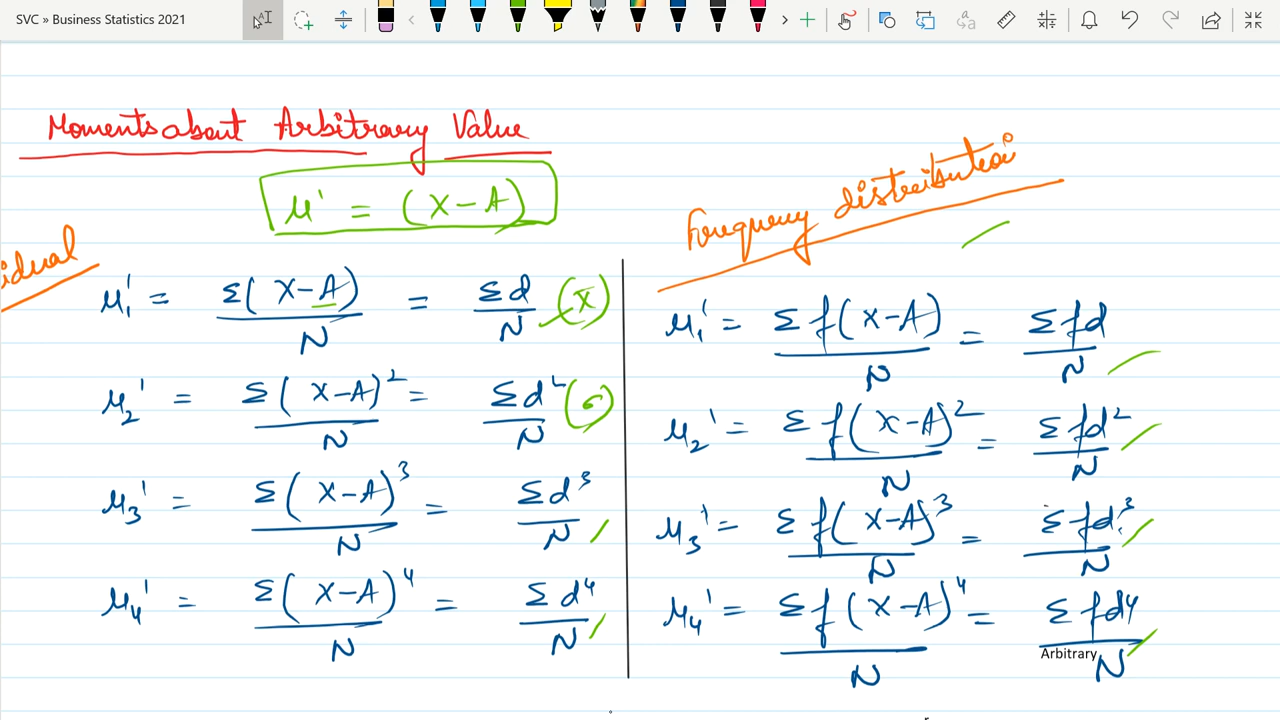 SVC » Business Statistics 2021
Moments about Arbitrary Value
μ' = (X-A)
idual
μ₁' = Σ(X-A)/N = Σd/N (x̄)
μ₂' = Σ(X-A)²/N = Σd²/N (σ)
μ₃' = Σ(X-A)³/N = Σd³/N
μ₄' = Σ(X-A)⁴/N = Σd⁴/N
Frequency distribution
μ₁' = Σf(X-A)/N = Σfd/N
μ₂' = Σf(X-A)²/N = Σfd²/N
μ₃' = Σf(X-A)³/N = Σfd³/N
μ₄' = Σf(X-A)⁴/N = Σfd⁴/N
Arbitrary